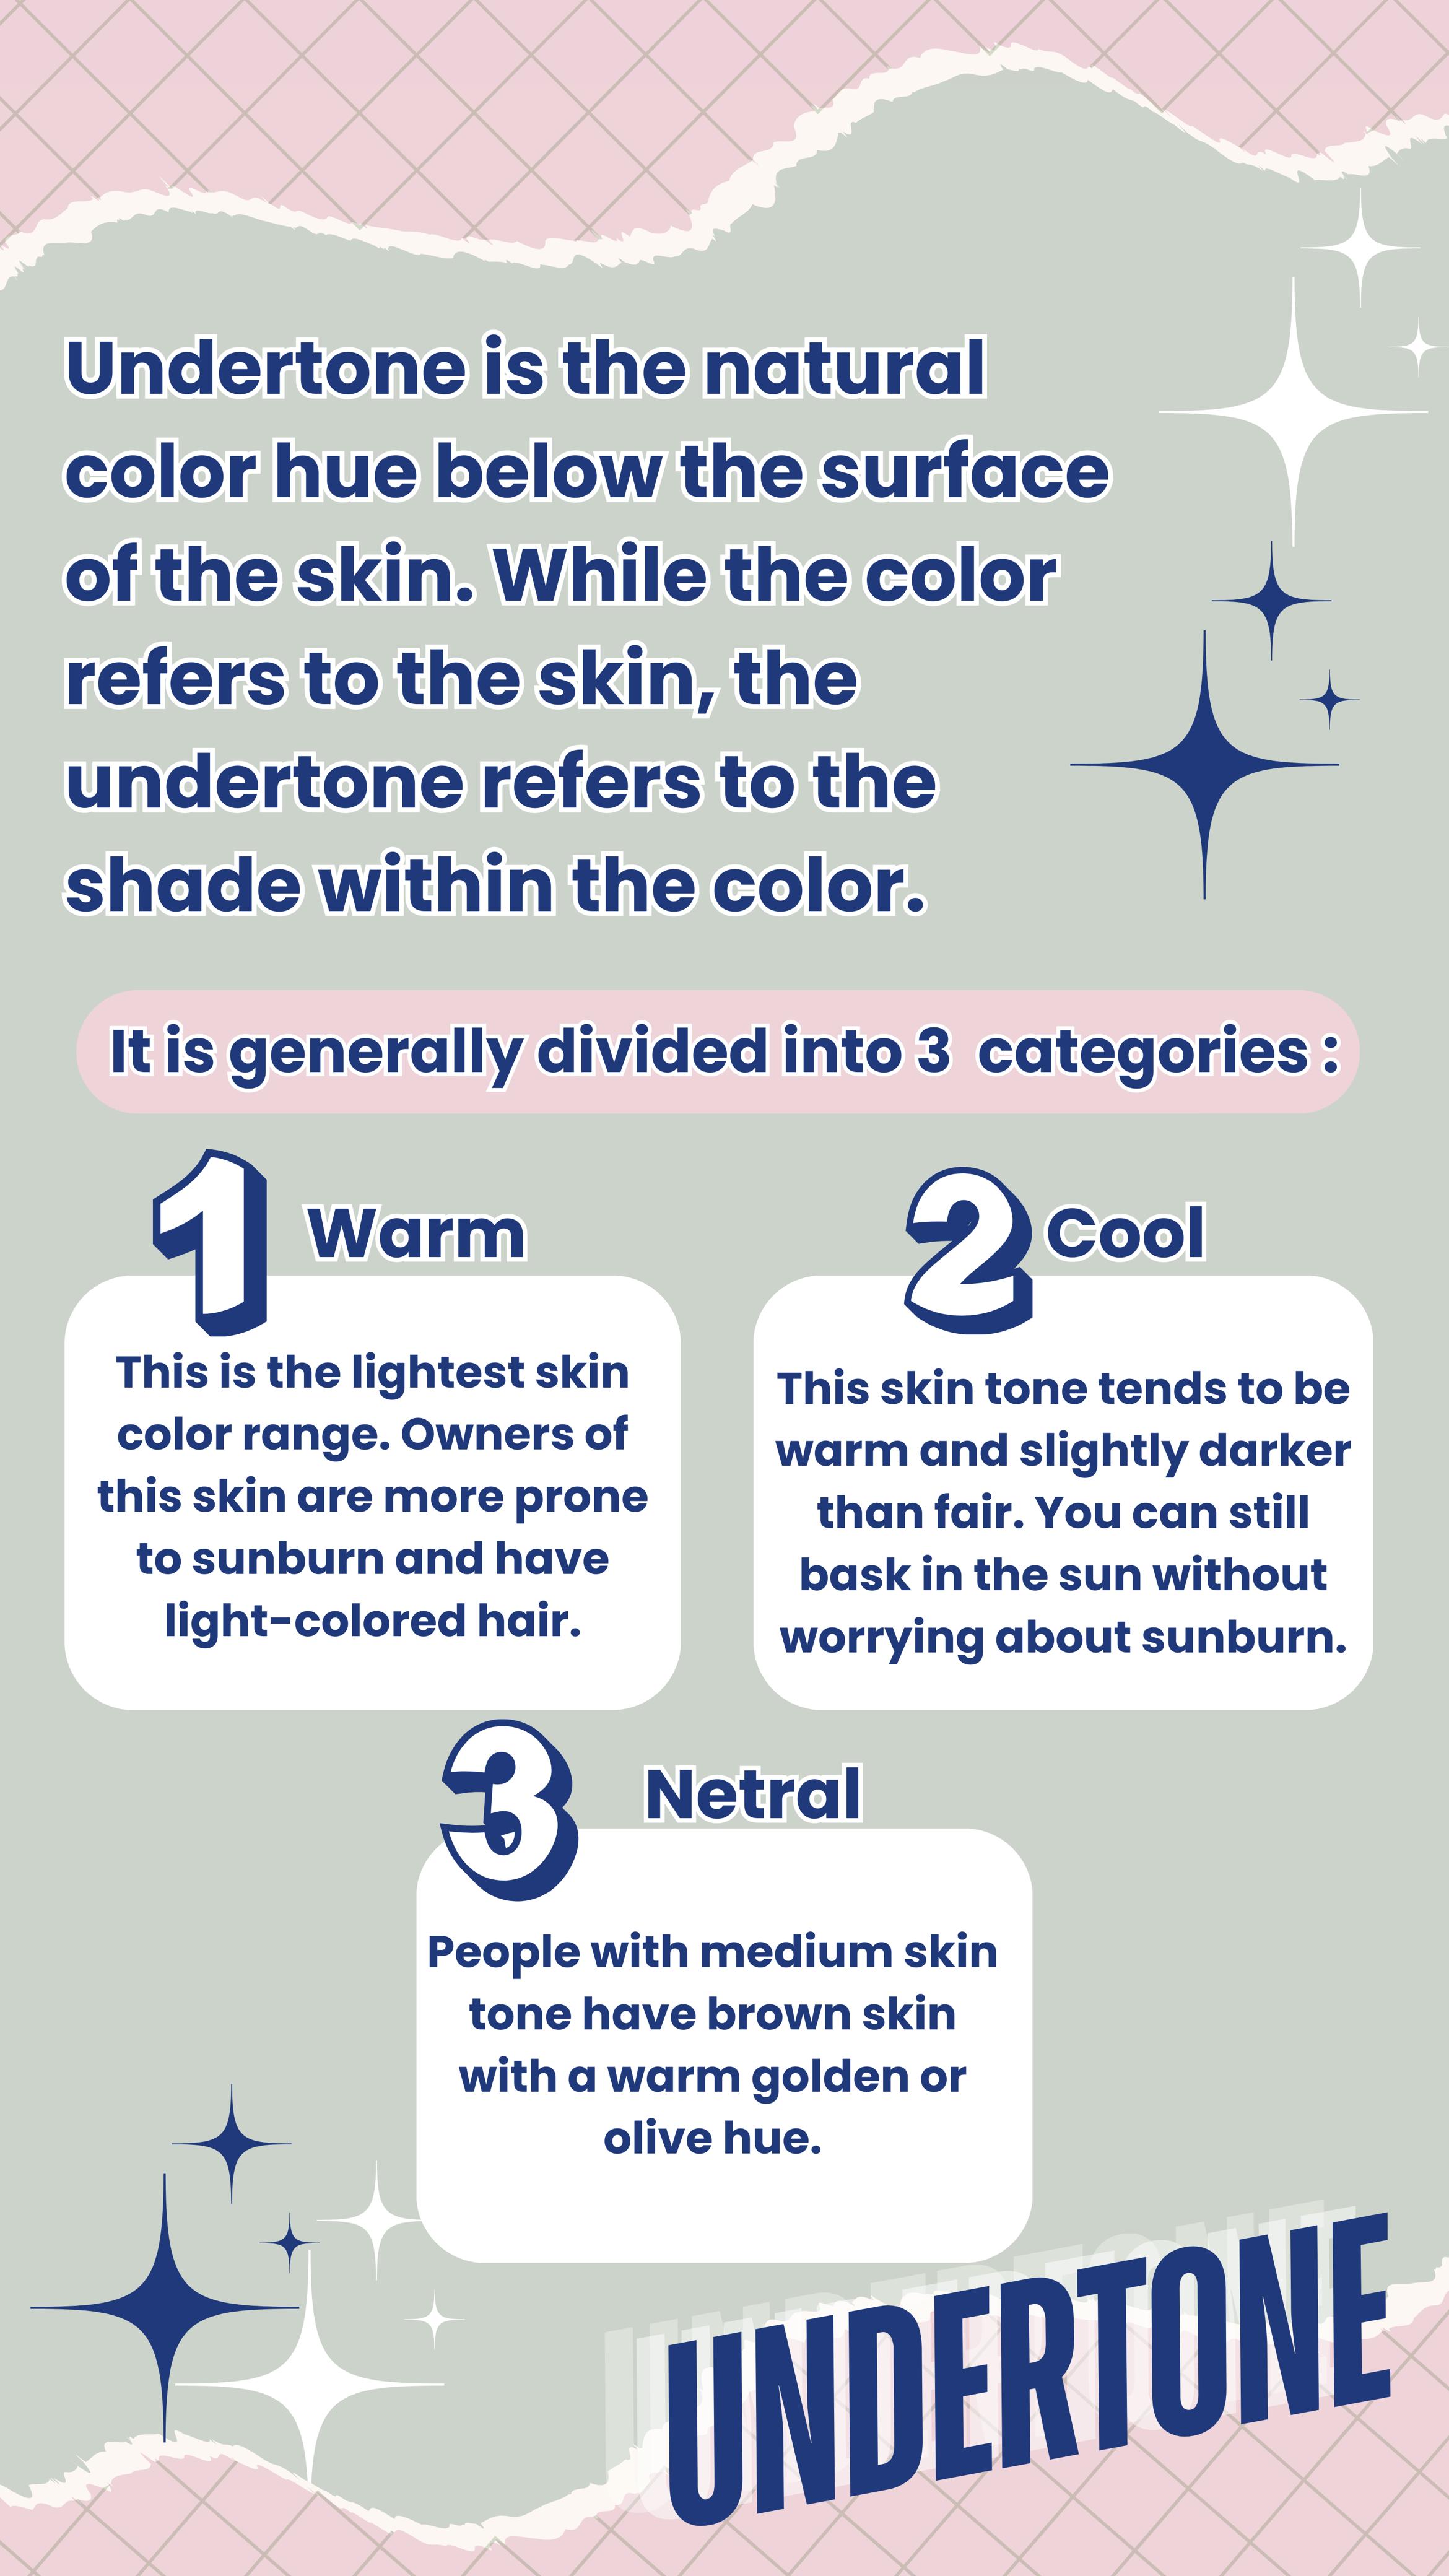 Undertone is the natural
color hue below the surface
of the skin. While the color
refers to the skin, the
undertone refers to the
shade within the color.
It is generally divided into 3 categories :
1 Warm
This is the lightest skin
color range. Owners of
this skin are more prone
to sunburn and have
light-colored hair.
2 Cool
This skin tone tends to be
warm and slightly darker
than fair. You can still
bask in the sun without
worrying about sunburn.
3 Netral
People with medium skin
tone have brown skin
with a warm golden or
olive hue.
UNDERTONE